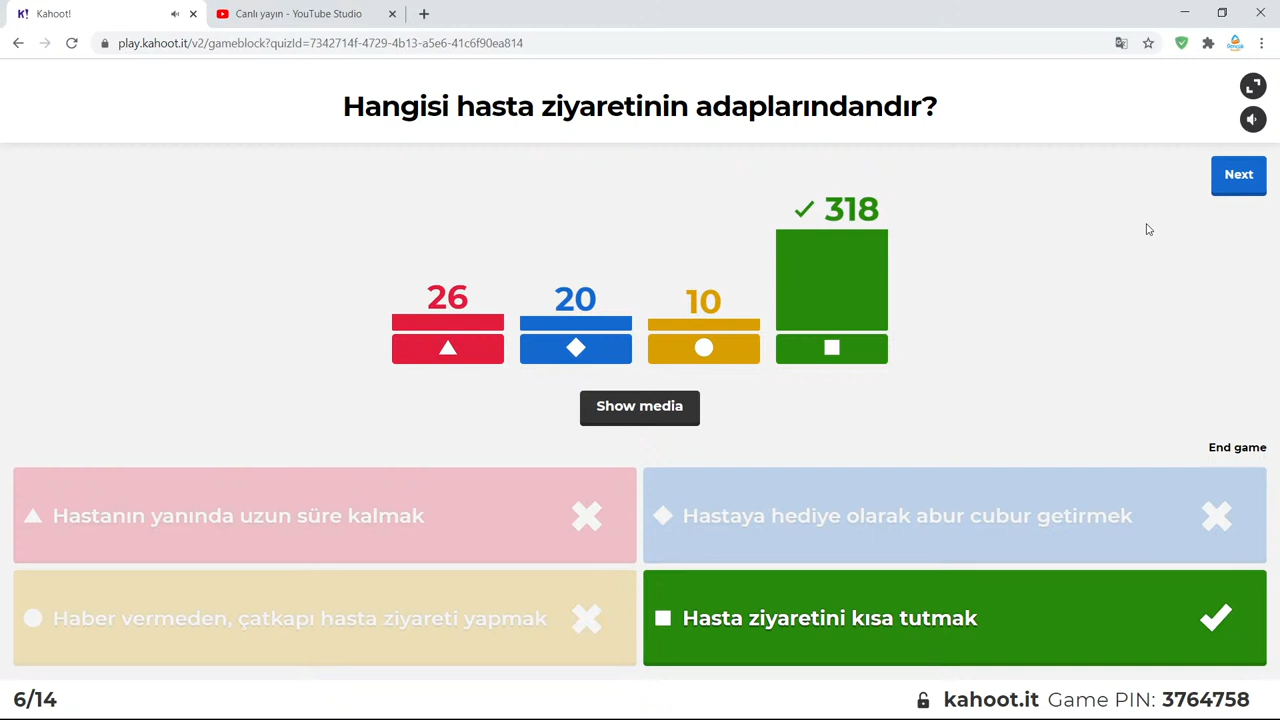 K! Kahoot!
Canlı yayın - YouTube Studio
play.kahoot.it/v2/gameblock?quizId=7342714f-4729-4b13-a5e6-41c6f90ea814
Hangisi hasta ziyaretinin adaplarındandır?
Next
318
26
20
10
Show media
End game
Hastanın yanında uzun süre kalmak
Hastaya hediye olarak abur cubur getirmek
Haber vermeden, çatkapı hasta ziyareti yapmak
Hasta ziyaretini kısa tutmak
6/14
kahoot.it Game PIN: 3764758